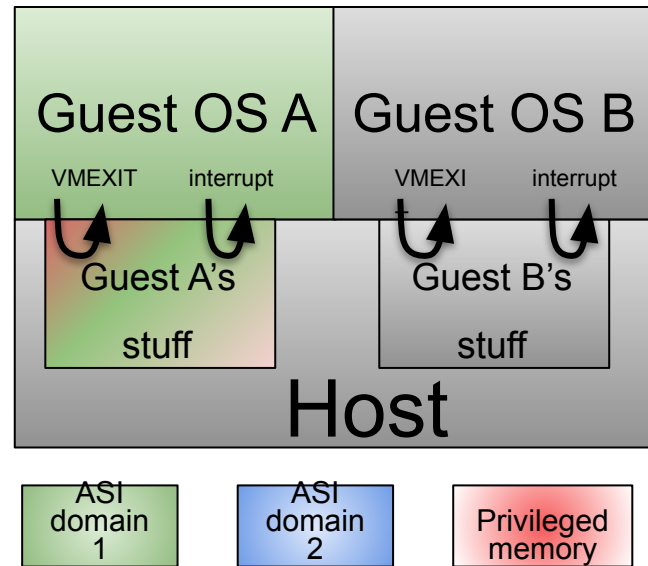 Guest OS A
Guest OS B
VMEXIT
interrupt
VMEXI
interrupt
Guest A's
stuff
Guest B's
stuff
Host
ASI
domain
1
ASI
domain
2
Privileged
memory